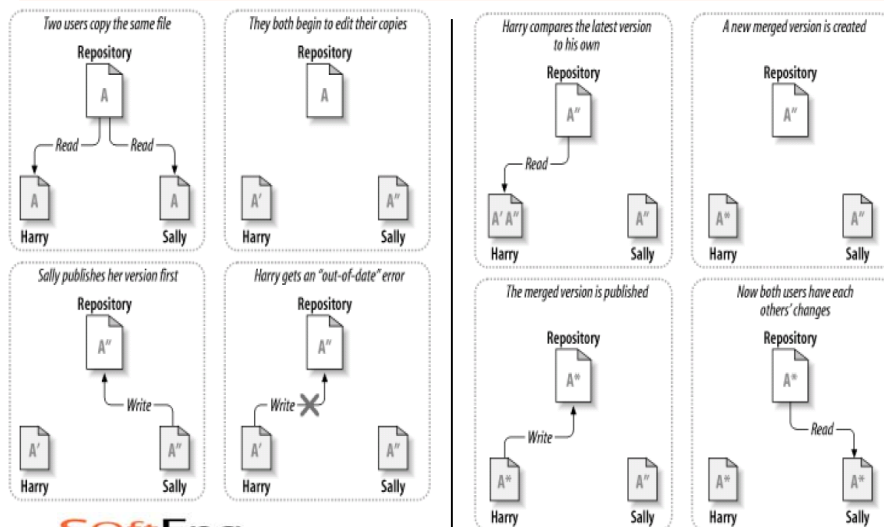 Two users copy the same file
Repository
A
Read
Read
A
A
Harry
Sally
They both begin to edit their copies
Repository
A
A'
A"
Harry
Sally
Sally publishes her version first
Repository
A"
Write
A'
A"
Harry
Sally
Harry gets an "out-of-date" error
Repository
A"
Write
A'
A"
Harry
Sally
Harry compares the latest version
to his own
Repository
A"
Read
A' A"
A"
Harry
Sally
A new merged version is created
Repository
A"
A*
A"
Harry
Sally
The merged version is published
Repository
A*
Write
A*
A"
Harry
Sally
Now both users have each
others' changes
Repository
A*
Read
A*
A*
Harry
Sally
SoftEng